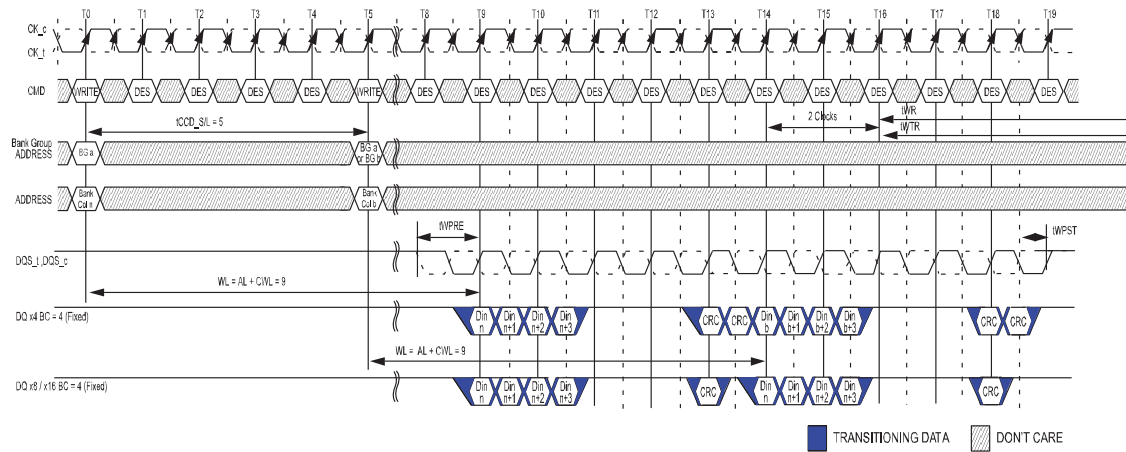 T0 T1 T2 T3 T4 T5 T8 T9 T10 T11 T12 T13 T14 T15 T16 T17 T18 T19
CK_c
CK_t
CMD WRITE DES DES DES DES WRITE DES DES DES DES DES DES DES DES DES DES DES DES
tCCD_S/L = 5 2 Clocks tWR
tWTR
Bank Group
ADDRESS BG a BG a
or BG b
ADDRESS Bank
Col n Bank
Col b
tWPRE tWPST
DQS_t ,DQS_c
WL = AL + CWL = 9
DQ x4 BC = 4 (Fixed) Din
n Din
n+1 Din
n+2 Din
n+3 CRC CRC Din
b Din
b+1 Din
b+2 Din
b+3 CRC CRC
WL = AL + CWL = 9
DQ x8 / x16 BC = 4 (Fixed) Din
n Din
n+1 Din
n+2 Din
n+3 CRC Din
n Din
n+1 Din
b+2 Din
b+3 CRC
TRANSITIONING DATA DON'T CARE